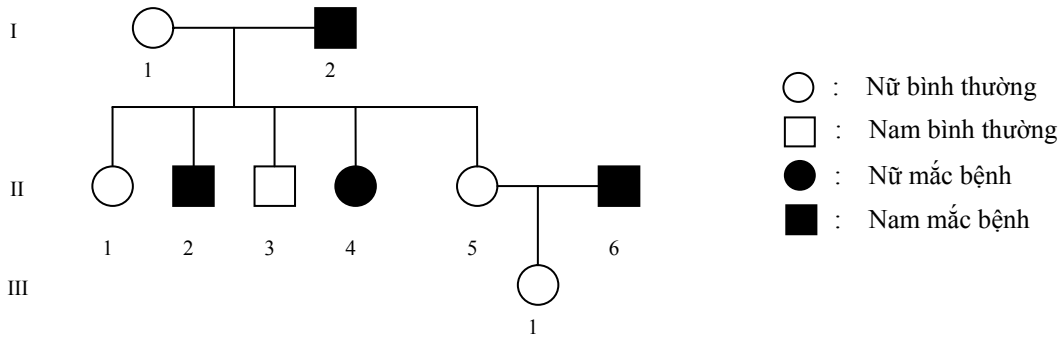 I
1 2
: Nữ bình thường
: Nam bình thường
: Nữ mắc bệnh
: Nam mắc bệnh
II
1 2 3 4 5 6
III
1